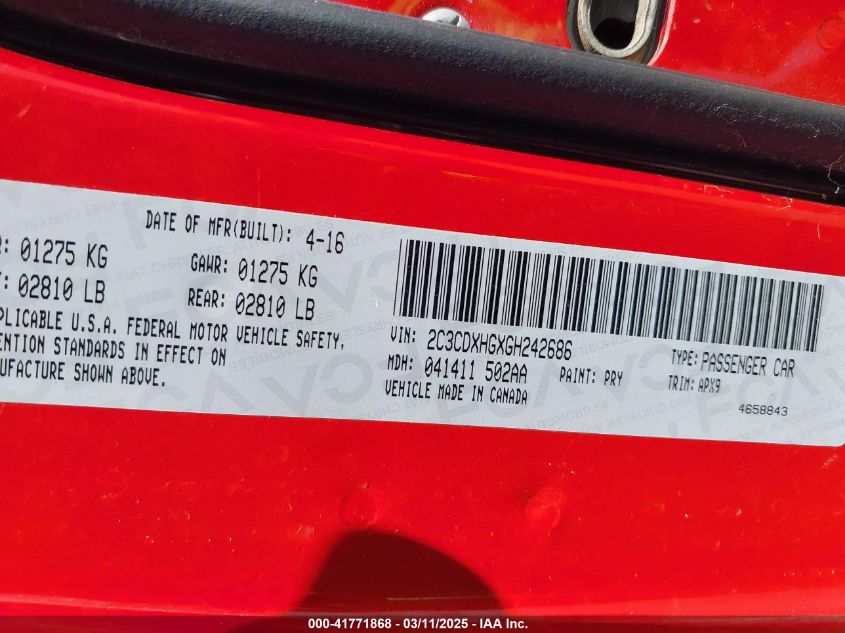 DATE OF MFR(BUILT): 4-16
: 01275 KG GAWR: 01275 KG
: 02810 LB REAR: 02810 LB
PLICABLE U.S.A. FEDERAL MOTOR VEHICLE SAFETY,
ENTION STANDARDS IN EFFECT ON
UFACTURE SHOWN ABOVE.
VIN: 2C3CDXHGXGH242686 TYPE: PASSENGER CAR
MDH: 041411 502AA PAINT: PRY TRIM: APX9
VEHICLE MADE IN CANADA 4658843
000-41771868 - 03/11/2025 - IAAI Inc.